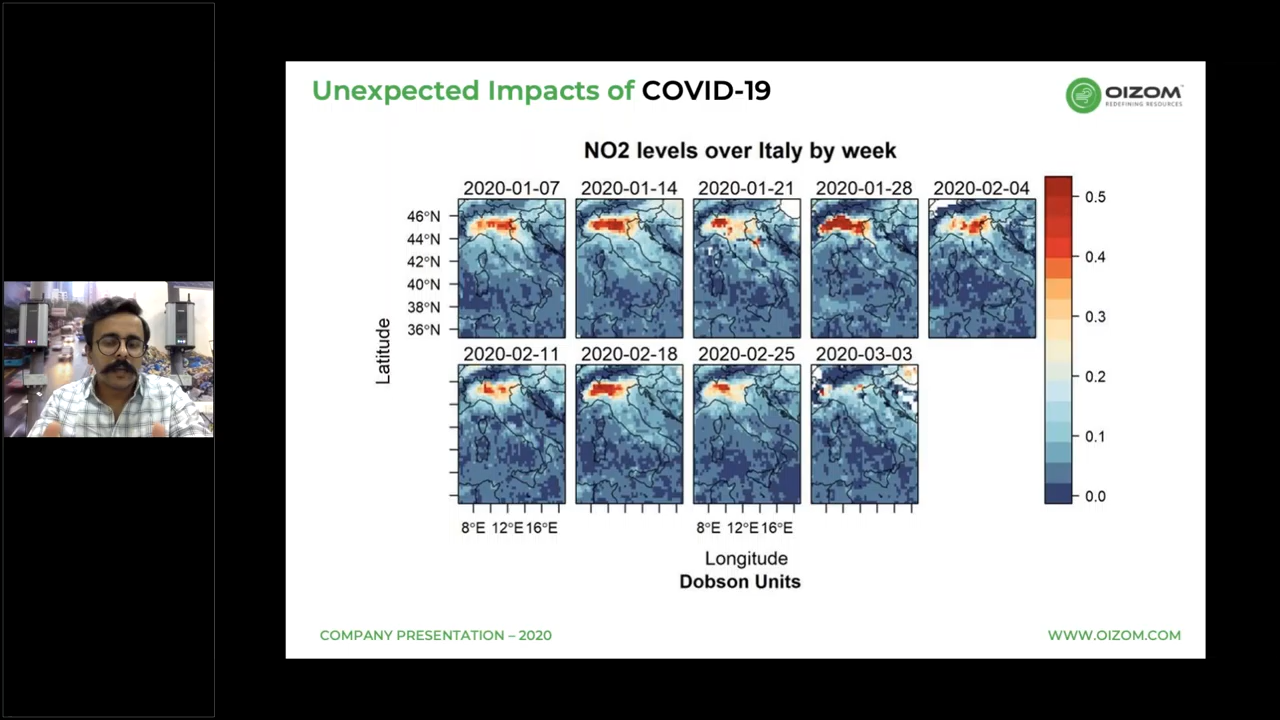 Unexpected Impacts of COVID-19
OIZOM™
REDEFINING RESOURCES
NO2 levels over Italy by week
2020-01-07 2020-01-14 2020-01-21 2020-01-28 2020-02-04
46°N
44°N
42°N
40°N
38°N
36°N
Latitude
2020-02-11 2020-02-18 2020-02-25 2020-03-03
8°E 12°E 16°E 8°E 12°E 16°E
0.5
0.4
0.3
0.2
0.1
0.0
Longitude
Dobson Units
COMPANY PRESENTATION – 2020
WWW.OIZOM.COM